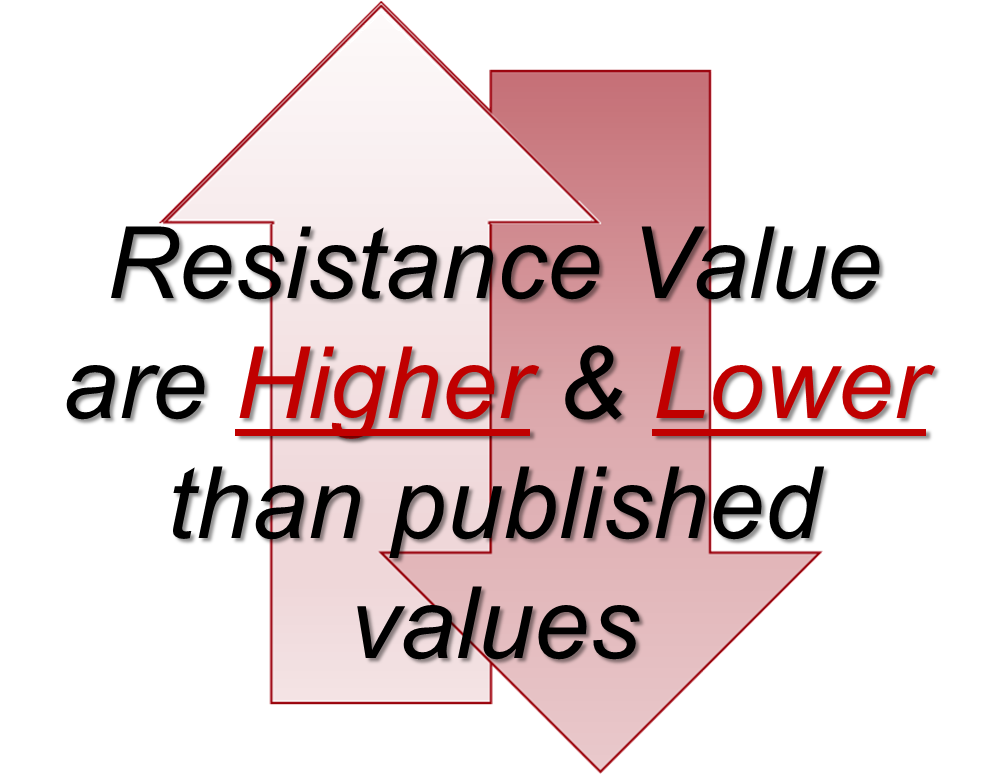 Resistance Value
are Higher & Lower
than published
values